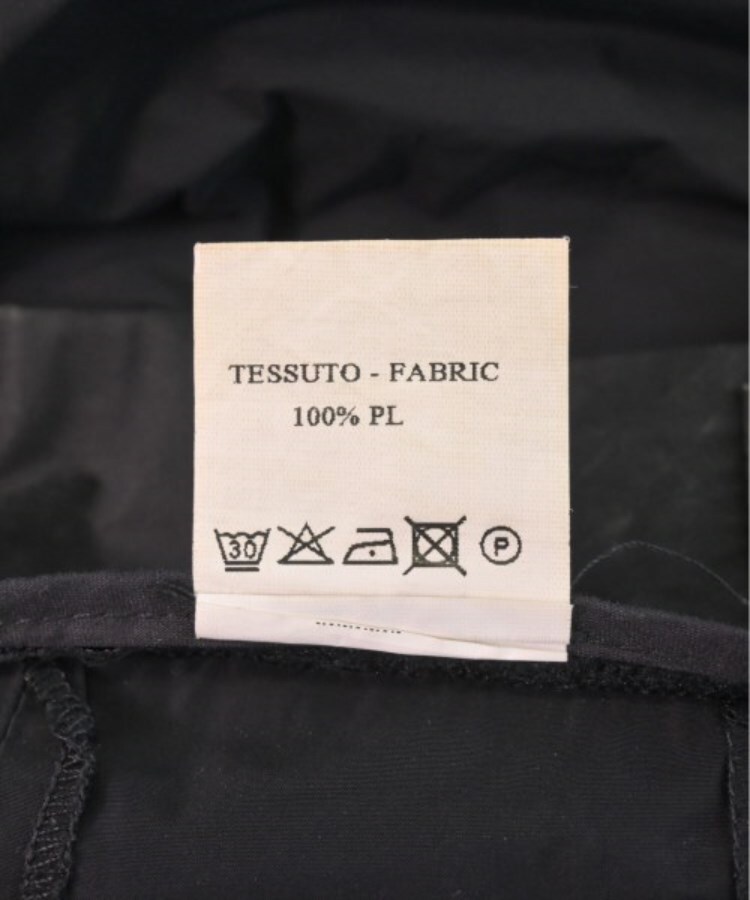 TESSUTO - FABRIC
100% PL
30
P